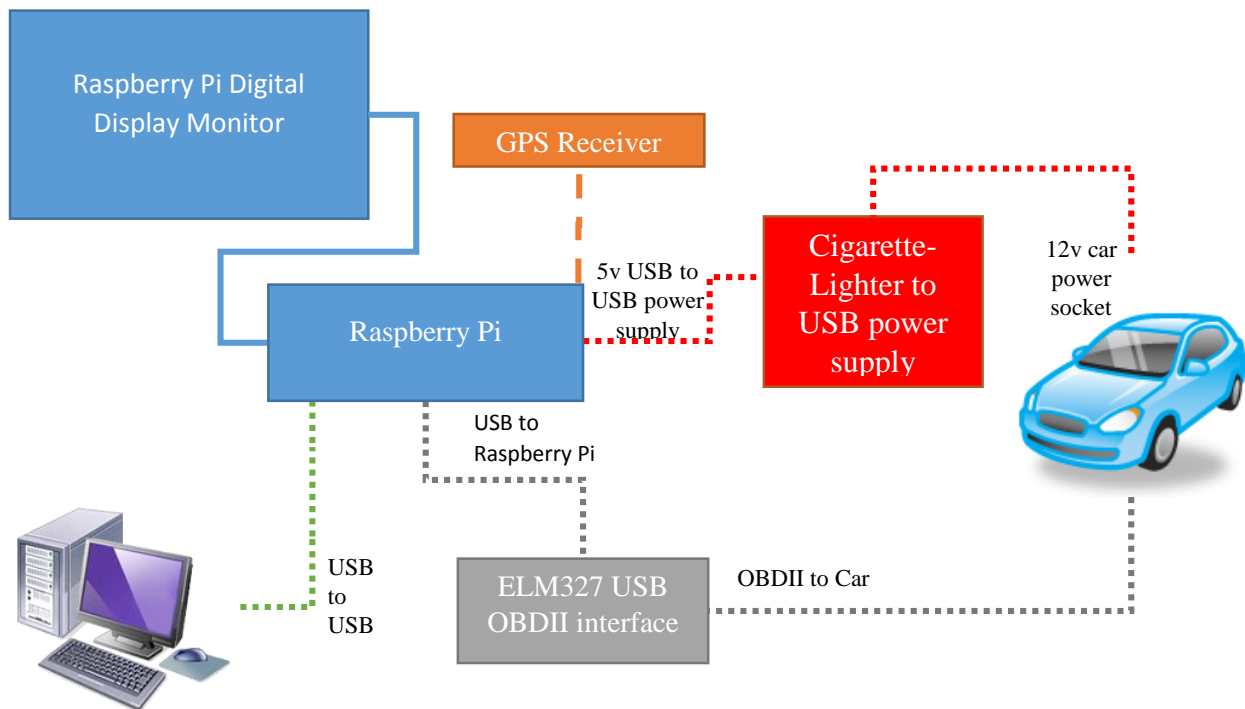 Raspberry Pi Digital
Display Monitor
GPS Receiver
Cigarette-
Lighter to
USB power
supply
12v car
power
socket
5v USB to
USB power
supply
Raspberry Pi
USB to
Raspberry Pi
USB
to
USB
ELM327 USB
OBDII interface
OBDII to Car